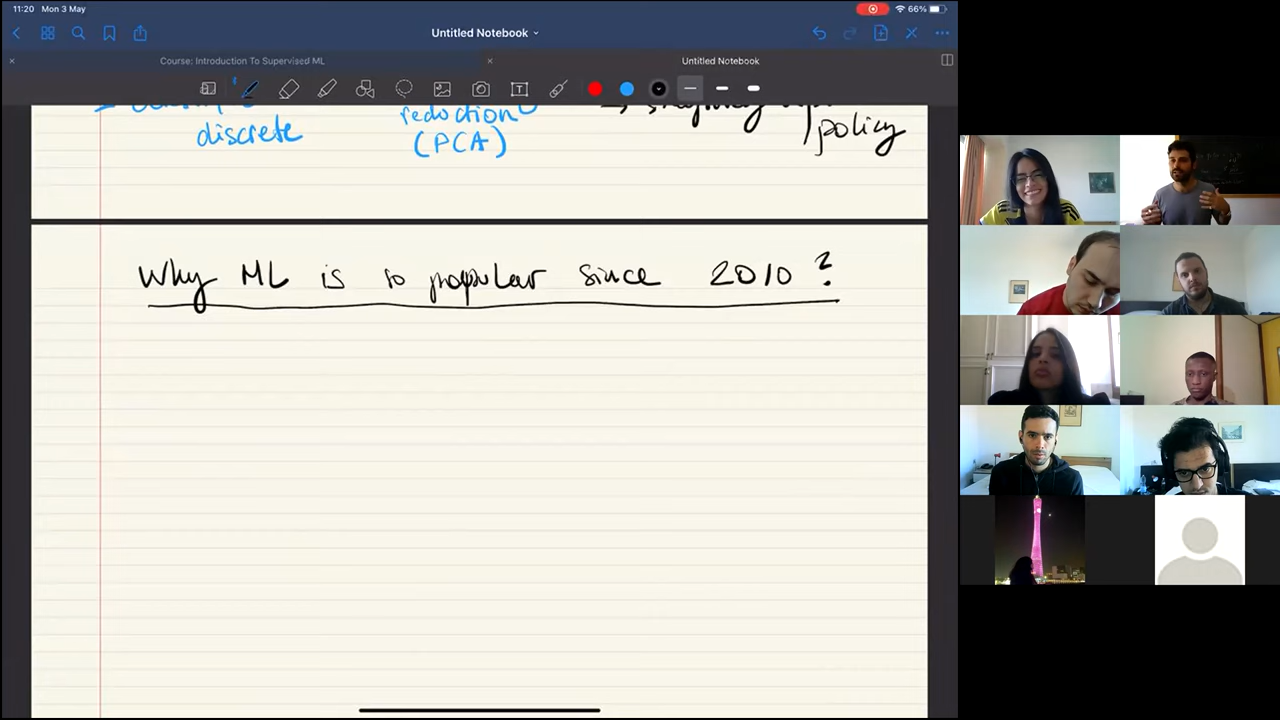 11:20 Mon 3 May
66%
Untitled Notebook
Course: Introduction To Supervised ML
Untitled Notebook
reduction
discrete
(PCA)
policy
Why ML is so popular since 2010 ?